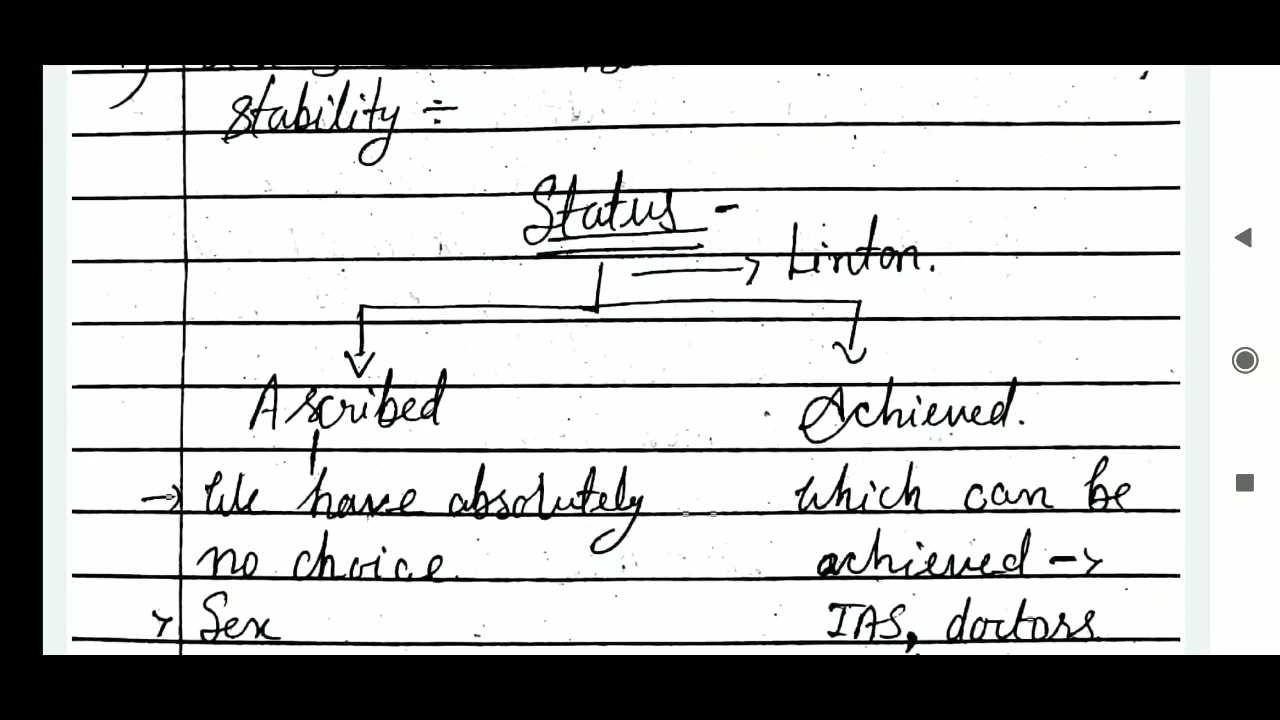 stability ÷
Status -
→ Linton.
Ascribed Achieved.
→ We have absolutely which can be
no choice. achieved →
> Sex IAS, doctors